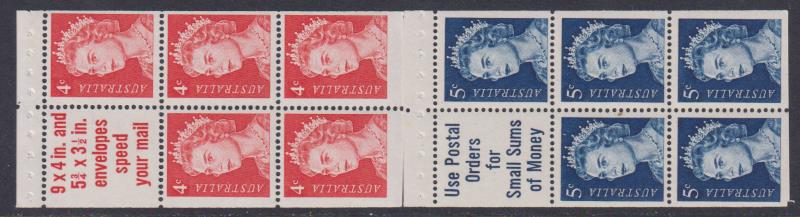 4c AUSTRALIA
4c AUSTRALIA
4c AUSTRALIA
9 x 4 in. and
5¾ x 3½ in.
envelopes
speed
your mail
4c AUSTRALIA
4c AUSTRALIA
5c AUSTRALIA
5c AUSTRALIA
5c AUSTRALIA
Use Postal
Orders
for
Small Sums
of Money
5c AUSTRALIA
5c AUSTRALIA